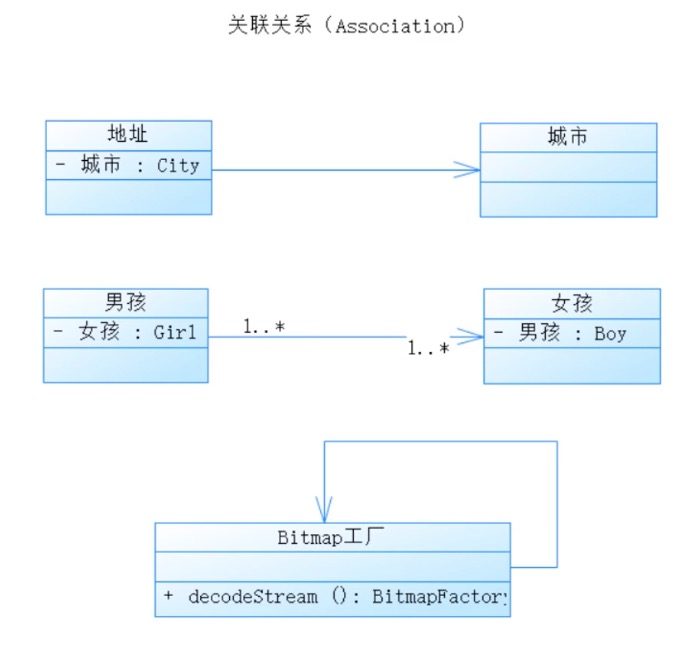 关联关系（Association）
地址
- 城市 : City
城市
男孩
- 女孩 : Girl
1..*
1..*
女孩
- 男孩 : Boy
Bitmap工厂
+ decodeStream (): BitmapFactory